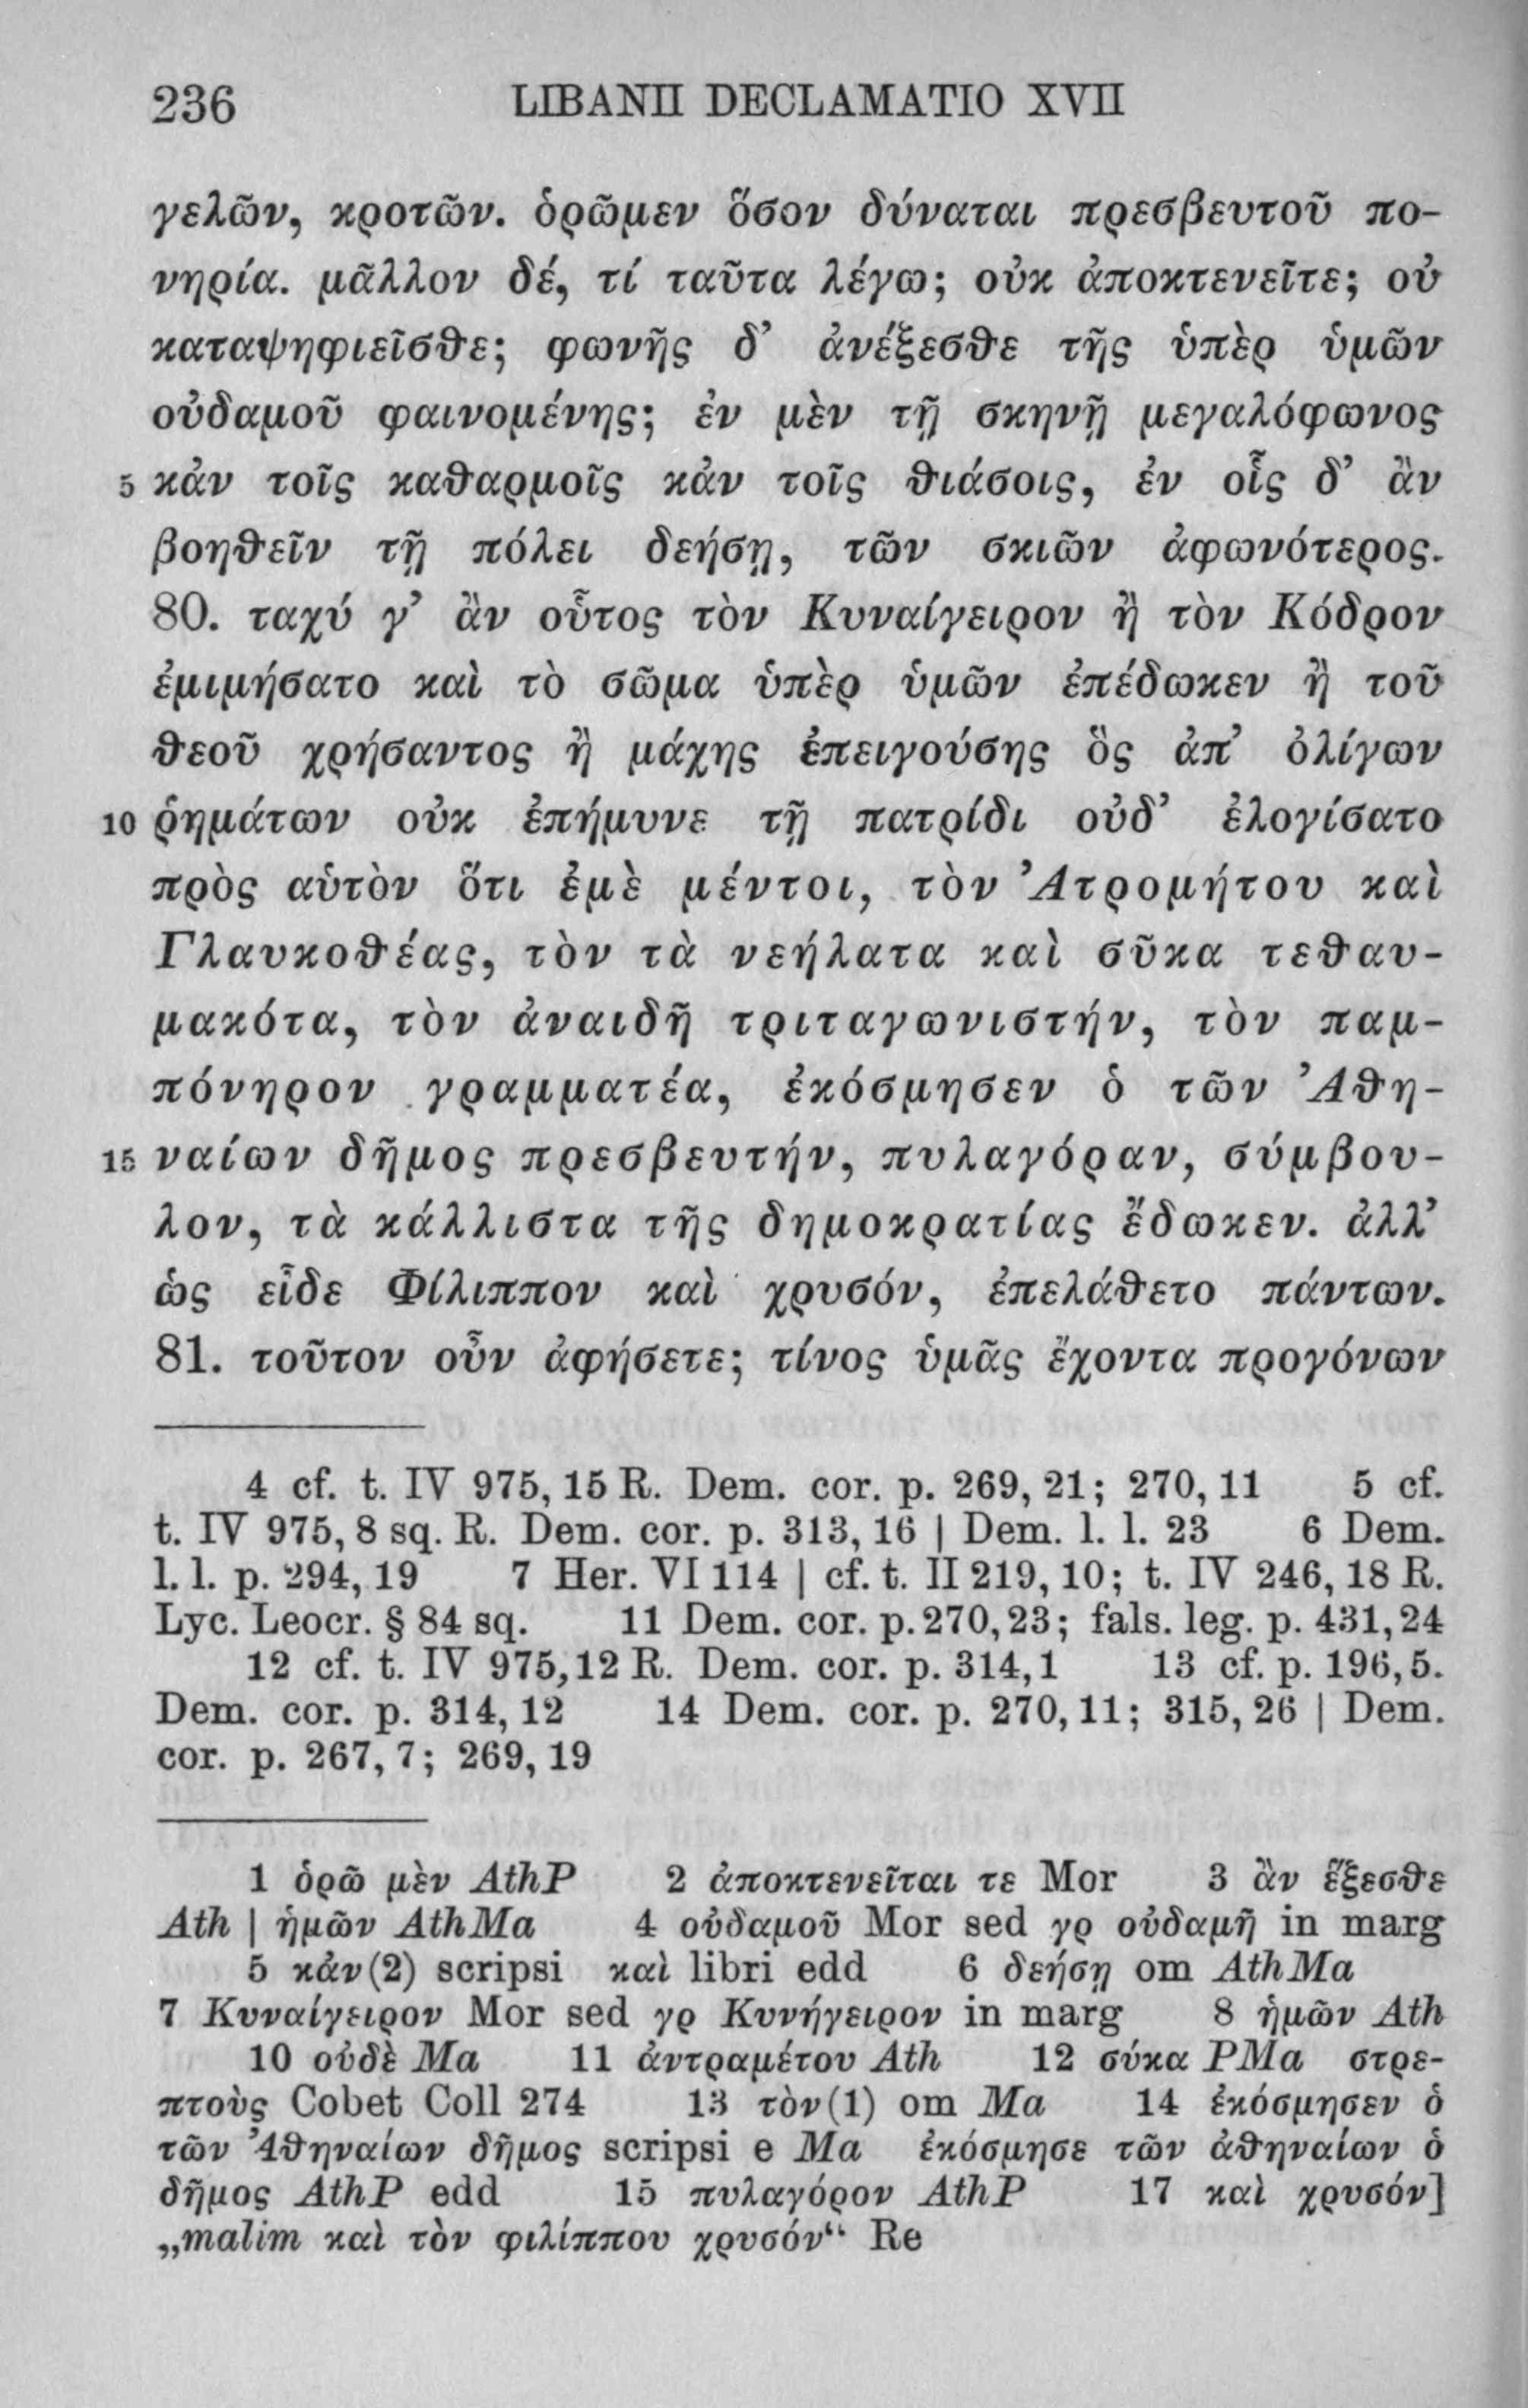 236 LIBANII DECLAMATIO XVII
γελῶν, κροτῶν. ὁρῶμεν ὅσον δύναται πρεσβευτοῦ πο-
νηρία. μᾶλλον δέ, τί ταῦτα λέγω; οὐκ ἀποκτενεῖτε; οὐ
καταψηφιεῖσθε; φωνῆς δ’ ἀνέξεσθε τῆς ὑπὲρ ὑμῶν
οὐδαμοῦ φαινομένης; ἐν μὲν τῇ σκηνῇ μεγαλόφωνος
5 κἀν τοῖς καθαρμοῖς κἀν τοῖς θιάσοις, ἐν οἷς δ’ ἂν
βοηθεῖν τῇ πόλει δεήσῃ, τῶν σκιῶν ἀφωνότερος.
80. ταχύ γ’ ἂν οὗτος τὸν Κυναίγειρον ἢ τὸν Κόδρον
ἐμιμήσατο καὶ τὸ σῶμα ὑπὲρ ὑμῶν ἐπέδωκεν ἢ τοῦ
θεοῦ χρήσαντος ἢ μάχης ἐπειγούσης ὃς ἀπ’ ὀλίγων
10 ῥημάτων οὐκ ἐπήμυνε τῇ πατρίδι οὐδ’ ἐλογίσατο
πρὸς αὑτὸν ὅτι ἐμὲ μέντοι, τὸν Ἀτρομήτου καὶ
Γλαυκοθέας, τὸν τὰ νεήλατα καὶ σῦκα τεθαυ-
μακότα, τὸν ἀναιδῆ τριταγωνιστήν, τὸν παμ-
πόνηρον γραμματέα, ἐκόσμησεν ὁ τῶν Ἀθη-
15 ναίων δῆμος πρεσβευτήν, πυλαγόραν, σύμβου-
λον, τὰ κάλλιστα τῆς δημοκρατίας ἔδωκεν. ἀλλ’
ὡς εἶδε Φίλιππον καὶ χρυσόν, ἐπελάθετο πάντων.
81. τοῦτον οὖν ἀφήσετε; τίνος ὑμᾶς ἔχοντα προγόνων
4 cf. t. IV 975, 15 R. Dem. cor. p. 269, 21; 270, 11 5 cf.
t. IV 975, 8 sq. R. Dem. cor. p. 313, 16 | Dem. l. l. 23 6 Dem.
l. l. p. 294, 19 7 Her. VI 114 | cf. t. II 219, 10; t. IV 246, 18 R.
Lyc. Leocr. § 84 sq. 11 Dem. cor. p. 270, 23; fals. leg. p. 431, 24
12 cf. t. IV 975, 12 R. Dem. cor. p. 314, 1 13 cf. p. 196, 5.
Dem. cor. p. 314, 12 14 Dem. cor. p. 270, 11; 315, 26 | Dem.
cor. p. 267, 7; 269, 19
1 ὁρῶ μὲν AthP 2 ἀποκτενεῖται τε Mor 3 ἂν ἕξεσθε
Ath | ἡμῶν AthMa 4 οὐδαμοῦ Mor sed γρ οὐδαμῆ in marg
5 κἀν (2) scripsi καὶ libri edd 6 δεήσῃ om AthMa
7 Κυναίγειρον Mor sed γρ Κυνήγειρον in marg 8 ἡμῶν Ath
10 οὐδὲ Ma 11 ἀντραμέτου Ath 12 σύκα PMa στρε-
πτοὺς Cobet Coll 274 13 τὸν (1) om Ma 14 ἐκόσμησεν ὁ
τῶν Ἀθηναίων δῆμος scripsi e Ma ἐκόσμησε τῶν ἀθηναίων ὁ
δῆμος AthP edd 15 πυλαγόρον AthP 17 καὶ χρυσόν]
„malim καὶ τὸν φιλίππου χρυσόν“ Re